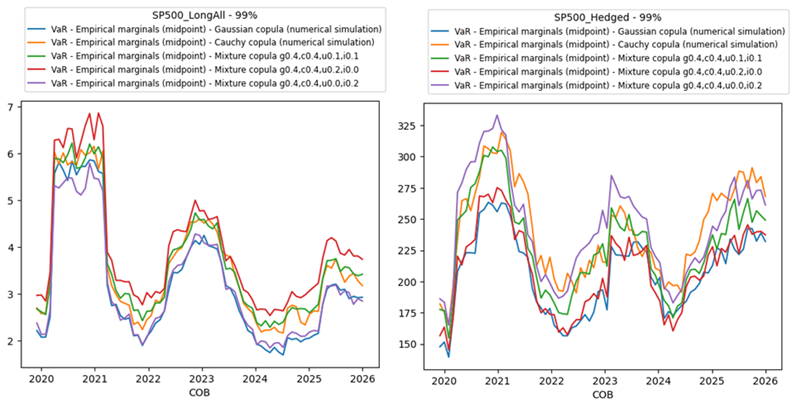 SP500_LongAll - 99%
VaR - Empirical marginals (midpoint) - Gaussian copula (numerical simulation)
VaR - Empirical marginals (midpoint) - Cauchy copula (numerical simulation)
VaR - Empirical marginals (midpoint) - Mixture copula g0.4,c0.4,u0.1,i0.1
VaR - Empirical marginals (midpoint) - Mixture copula g0.4,c0.4,u0.2,i0.0
VaR - Empirical marginals (midpoint) - Mixture copula g0.4,c0.4,u0.0,i0.2
7
6
5
4
3
2
2020 2021 2022 2023 2024 2025 2026
COB
SP500_Hedged - 99%
VaR - Empirical marginals (midpoint) - Gaussian copula (numerical simulation)
VaR - Empirical marginals (midpoint) - Cauchy copula (numerical simulation)
VaR - Empirical marginals (midpoint) - Mixture copula g0.4,c0.4,u0.1,i0.1
VaR - Empirical marginals (midpoint) - Mixture copula g0.4,c0.4,u0.2,i0.0
VaR - Empirical marginals (midpoint) - Mixture copula g0.4,c0.4,u0.0,i0.2
325
300
275
250
225
200
175
150
2020 2021 2022 2023 2024 2025 2026
COB